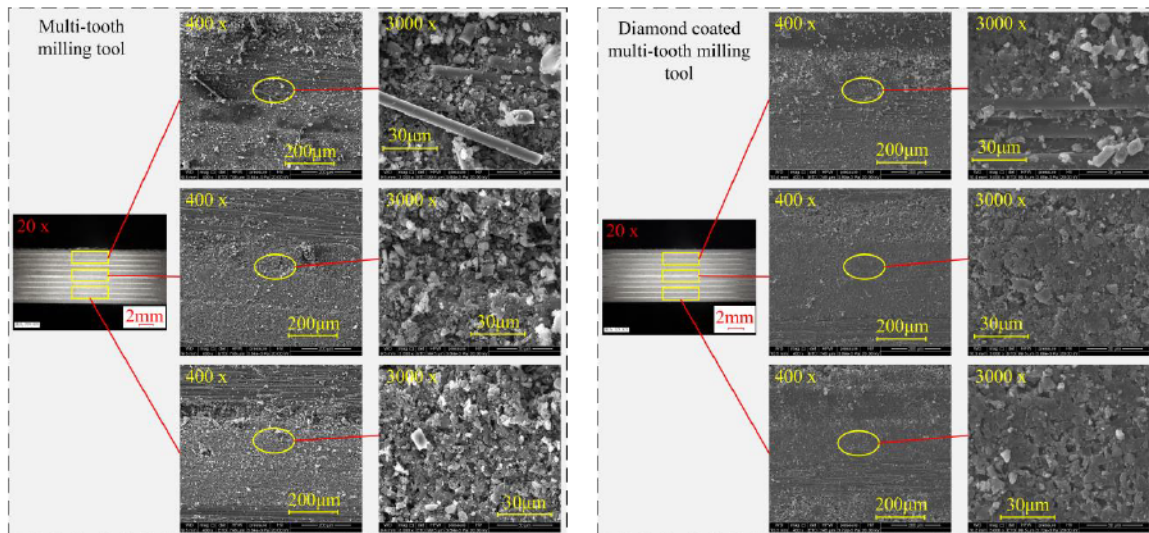 Multi-tooth
milling tool
400 x
200μm
3000 x
30μm
20 x
2mm
400 x
200μm
3000 x
30μm
400 x
200μm
3000 x
30μm
Diamond coated
multi-tooth milling
tool
400 x
200μm
3000 x
30μm
20 x
2mm
400 x
200μm
3000 x
30μm
400 x
200μm
3000 x
30μm